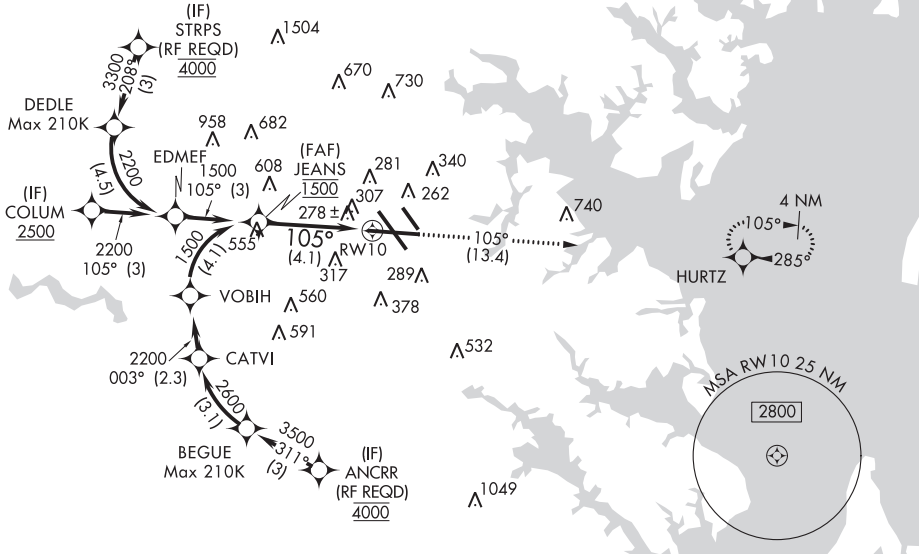 (IF)
STRPS
(RF REQD)
4000
1504
3300
208°
(3)
670
730
DEDLE
Max 210K
958
682
2200
(4.5)
EDMEF
1500
105° (3)
(FAF)
JEANS
1500
608
281
340
307
262
(IF)
COLUM
2500
278 ±
740
4 NM
105°
285°
HURTZ
2200
105° (3)
1500
(4.1)
555
105°
(4.1)
RW10
105°
(13.4)
317
289
VOBIH
560
378
591
2200
003° (2.3)
CATVI
532
2600
(3.1)
BEGUE
Max 210K
3500
311°
(3)
(IF)
ANCRR
(RF REQD)
4000
1049
MSA RW10 25 NM
2800